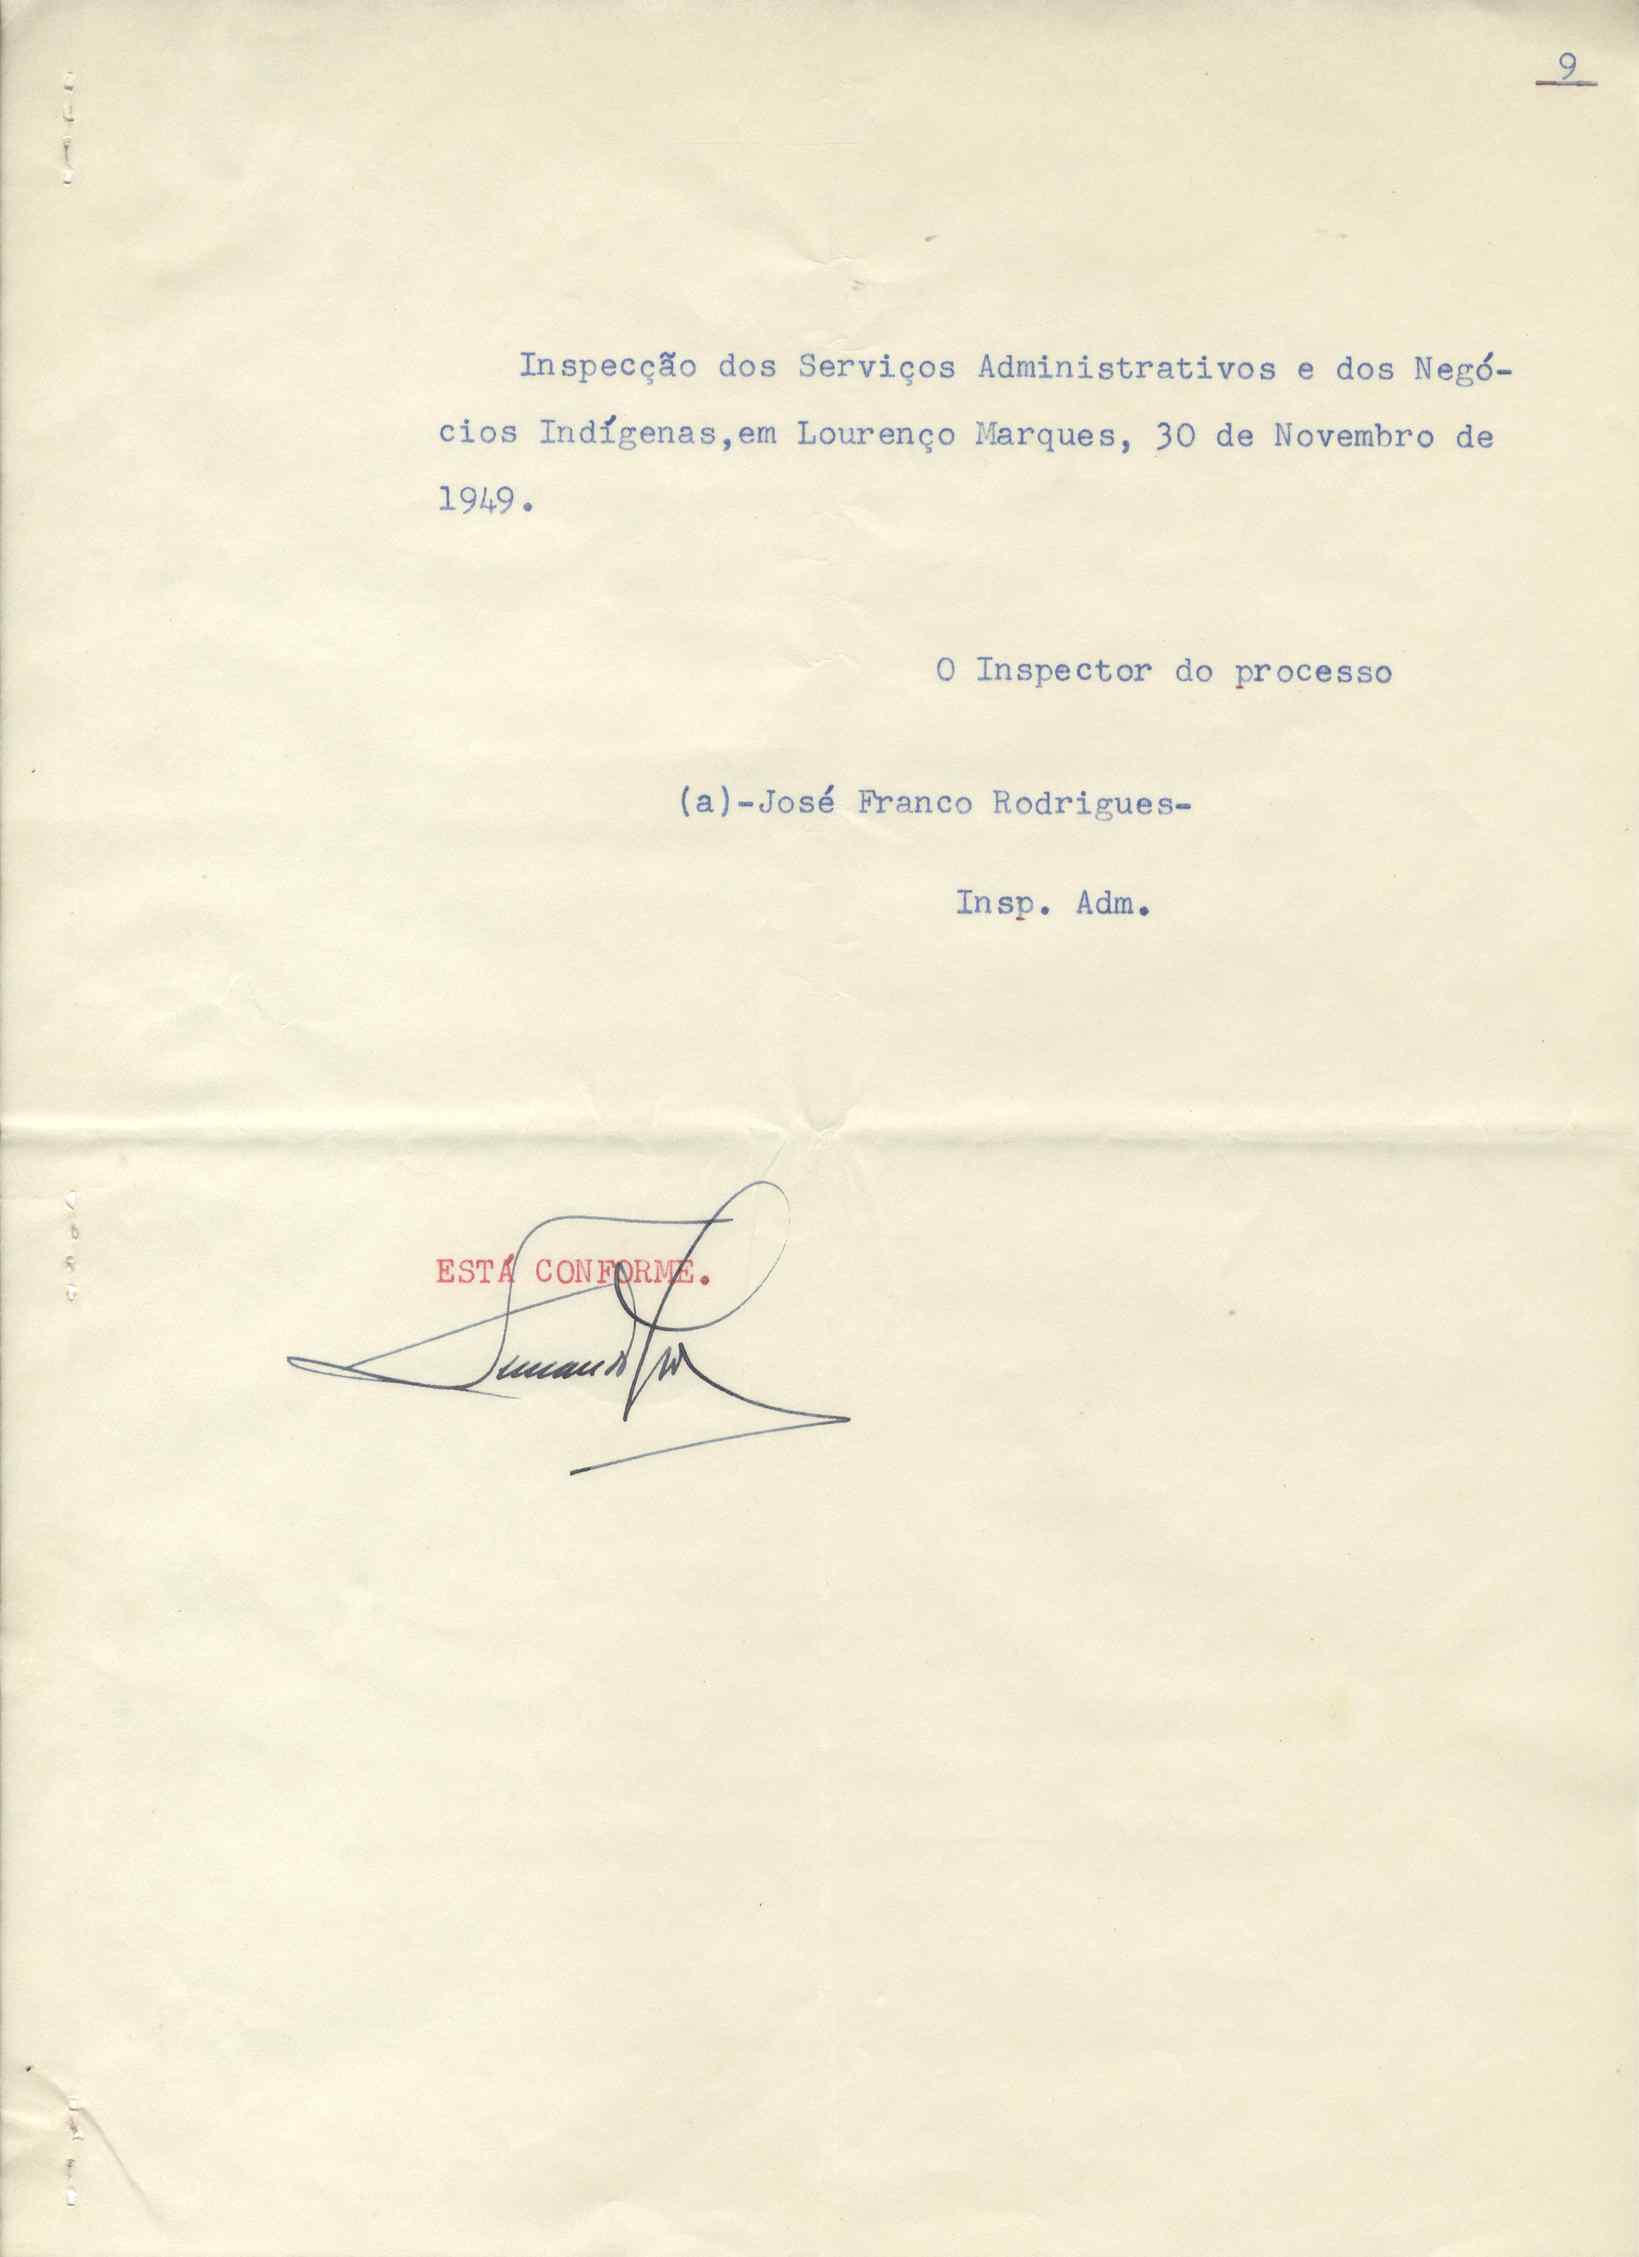 9
Inspecção dos Serviços Administrativos e dos Negó-
cios Indígenas,em Lourenço Marques, 30 de Novembro de
1949.
O Inspector do processo
(a)-José Franco Rodrigues-
Insp. Adm.
ESTÁ CONFORME.